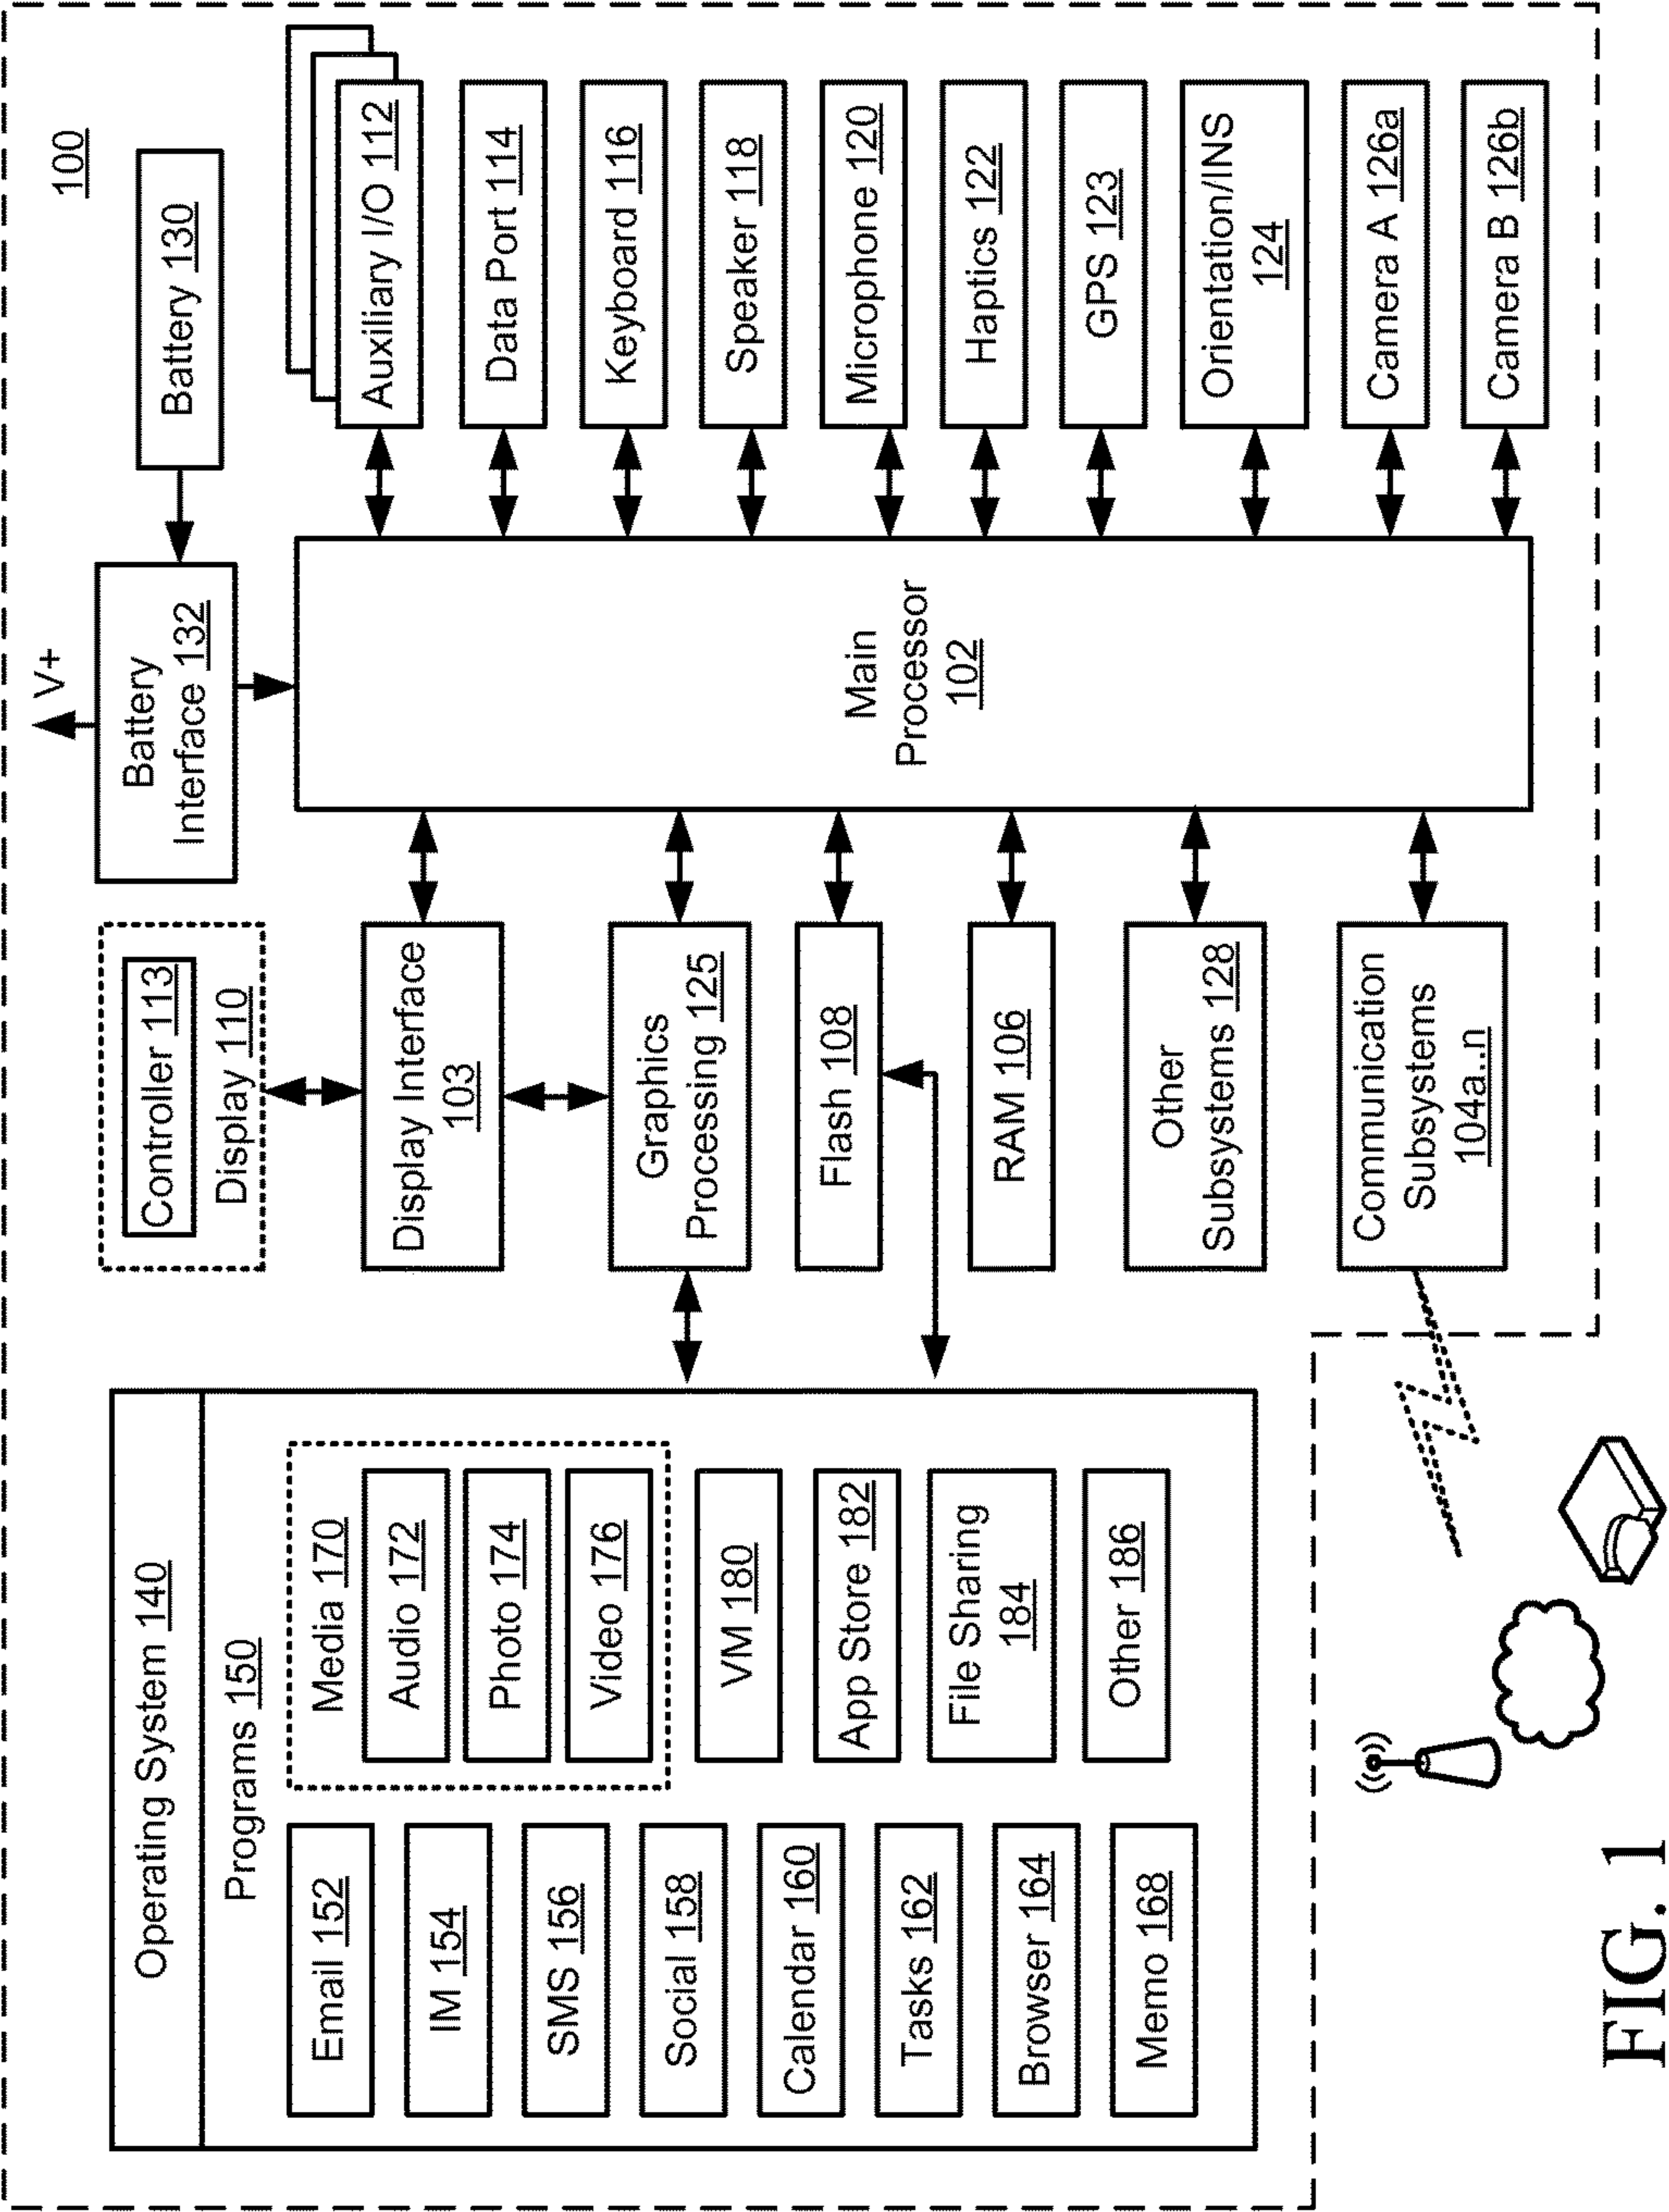 100
Operating System 140
Programs 150
Email 152
IM 154
SMS 156
Social 158
Calendar 160
Tasks 162
Browser 164
Memo 168
Media 170
Audio 172
Photo 174
Video 176
VM 180
App Store 182
File Sharing
184
Other 186
Controller 113
Display 110
Display Interface
103
Graphics
Processing 125
Flash 108
RAM 106
Other
Subsystems 128
Communication
Subsystems
104a..n
V+
Battery
Interface 132
Battery 130
Main
Processor
102
Auxiliary I/O 112
Data Port 114
Keyboard 116
Speaker 118
Microphone 120
Haptics 122
GPS 123
Orientation/INS
124
Camera A 126a
Camera B 126b
FIG. 1